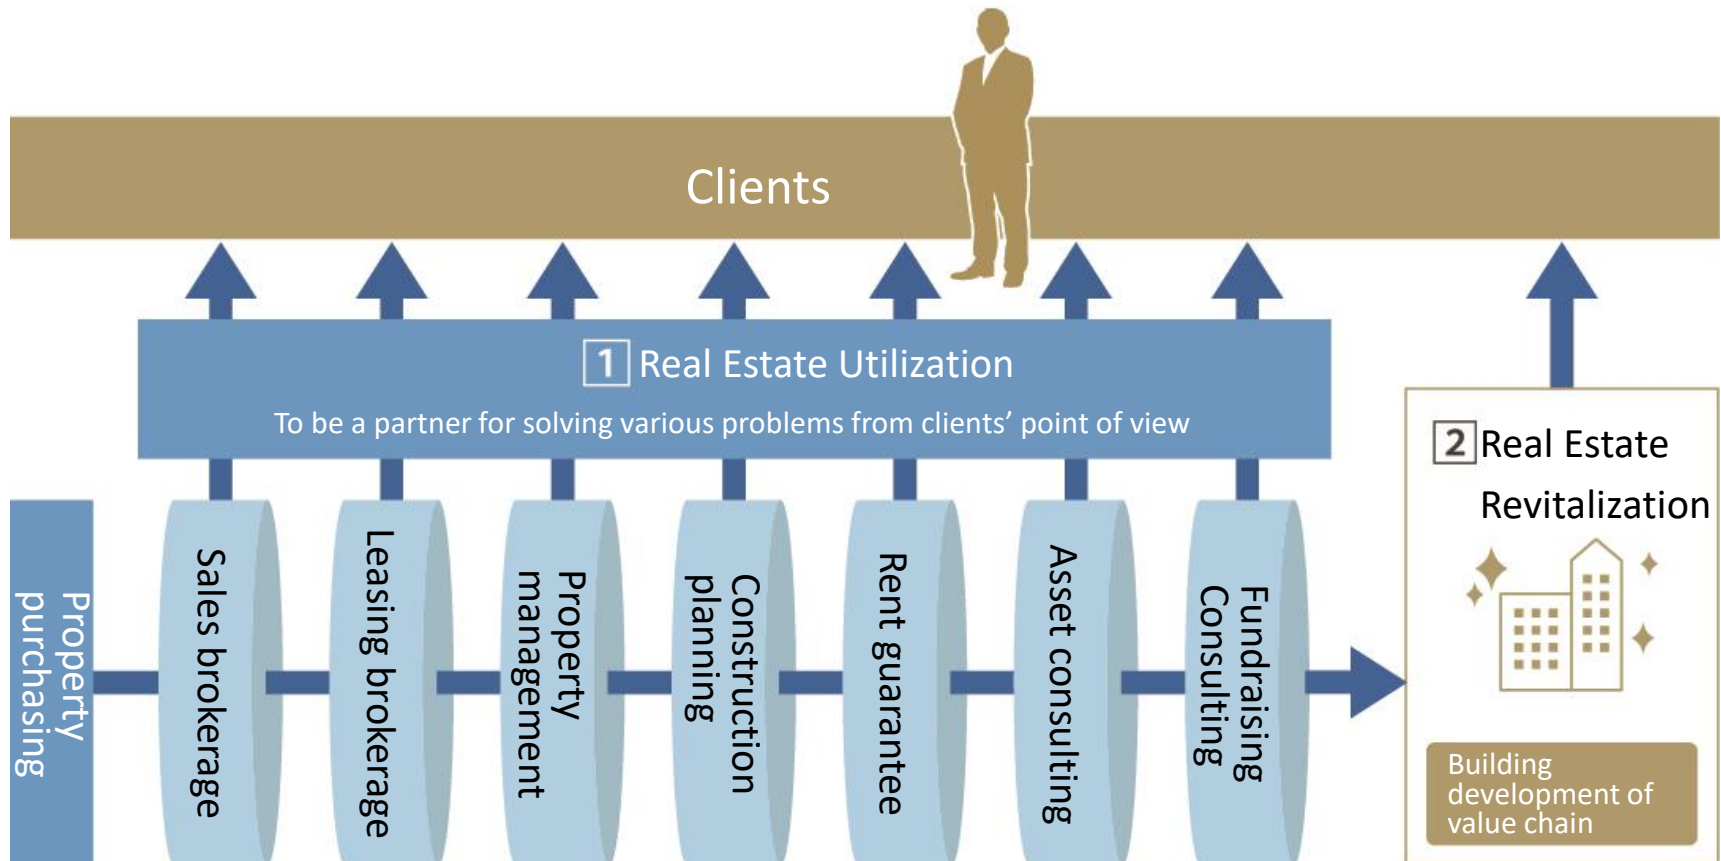 Clients
1 Real Estate Utilization
To be a partner for solving various problems from clients’ point of view
Property
purchasing
Sales brokerage
Leasing brokerage
Property
management
Construction
planning
Rent guarantee
Asset consulting
Fundraising
Consulting
2 Real Estate
Revitalization
Building
development of
value chain